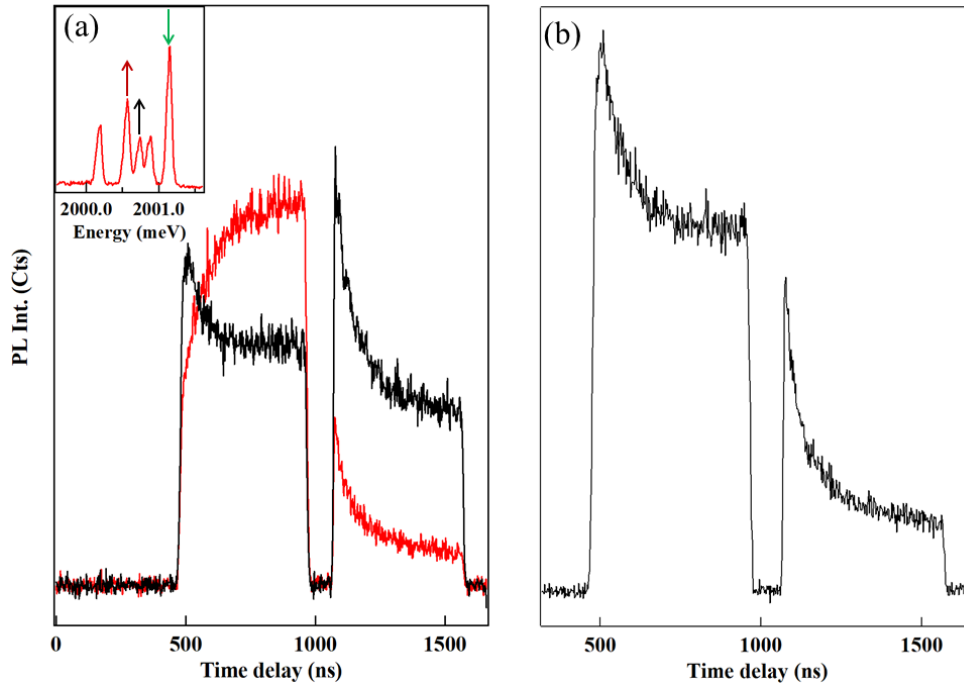 (a)
2000.0 2001.0
Energy (meV)
PL Int. (Cts)
0 500 1000 1500
Time delay (ns)
(b)
500 1000 1500
Time delay (ns)